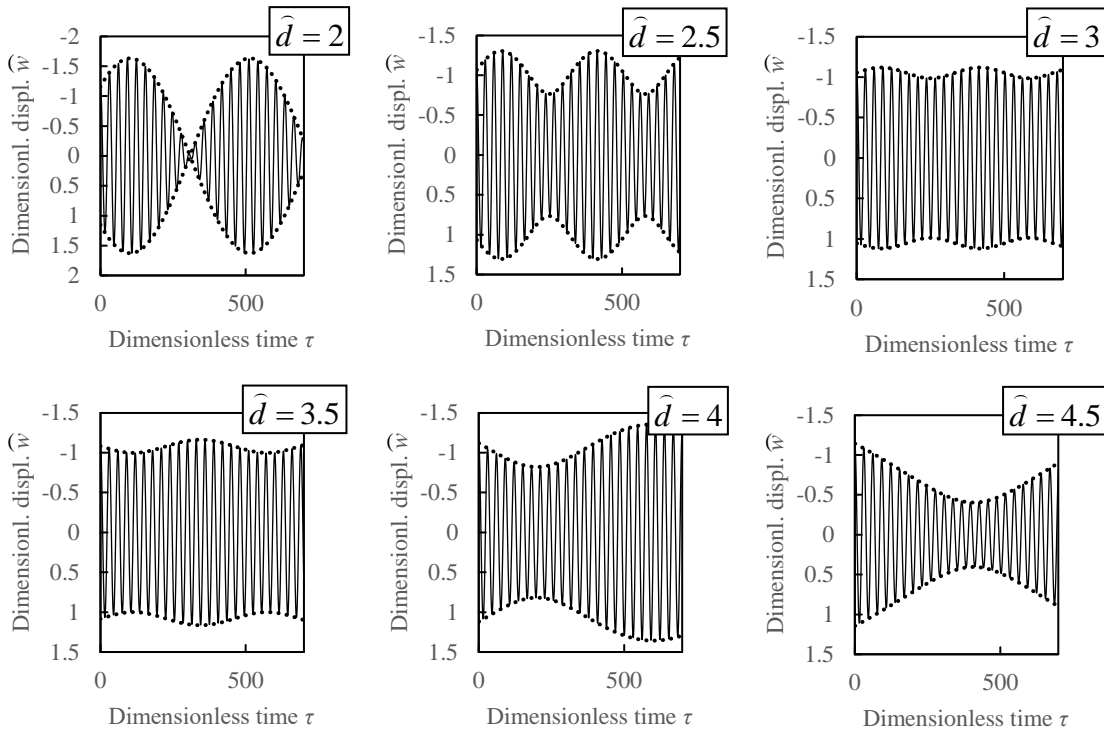 d̑ = 2
Dimensionl. displ. w̑
-2
-1.5
-1
-0.5
0
0.5
1
1.5
2
0 500
Dimensionless time τ
d̑ = 2.5
Dimensionl. displ. w̑
-1.5
-1
-0.5
0
0.5
1
1.5
0 500
Dimensionless time τ
d̑ = 3
Dimensionl. displ. w̑
-1.5
-1
-0.5
0
0.5
1
1.5
0 500
Dimensionless time τ
d̑ = 3.5
Dimensionl. displ. w̑
-1.5
-1
-0.5
0
0.5
1
1.5
0 500
Dimensionless time τ
d̑ = 4
Dimensionl. displ. w̑
-1.5
-1
-0.5
0
0.5
1
1.5
0 500
Dimensionless time τ
d̑ = 4.5
Dimensionl. displ. w̑
-1.5
-1
-0.5
0
0.5
1
1.5
0 500
Dimensionless time τ